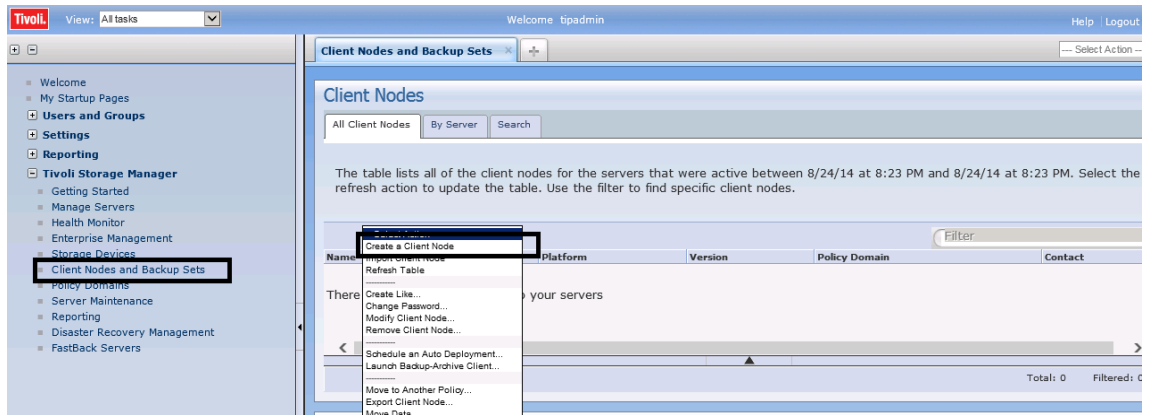 Tivoli. View: All tasks Welcome tipadmin Help Logout
Client Nodes and Backup Sets --- Select Action --
Welcome
My Startup Pages
Users and Groups
Settings
Reporting
Tivoli Storage Manager
Getting Started
Manage Servers
Health Monitor
Enterprise Management
Storage Devices
Client Nodes and Backup Sets
Policy Domains
Server Maintenance
Reporting
Disaster Recovery Management
FastBack Servers
Client Nodes
All Client Nodes By Server Search
The table lists all of the client nodes for the servers that were active between 8/24/14 at 8:23 PM and 8/24/14 at 8:23 PM. Select the
refresh action to update the table. Use the filter to find specific client nodes.
Filter
Name Platform Version Policy Domain Contact
There your servers
Select Action
Create a Client Node
Import Client Node
Refresh Table
----------
Create Like...
Change Password...
Modify Client Node...
Remove Client Node...
----------
Schedule an Auto Deployment...
Launch Backup-Archive Client...
----------
Move to Another Policy...
Export Client Node...
Move Data
Total: 0 Filtered: